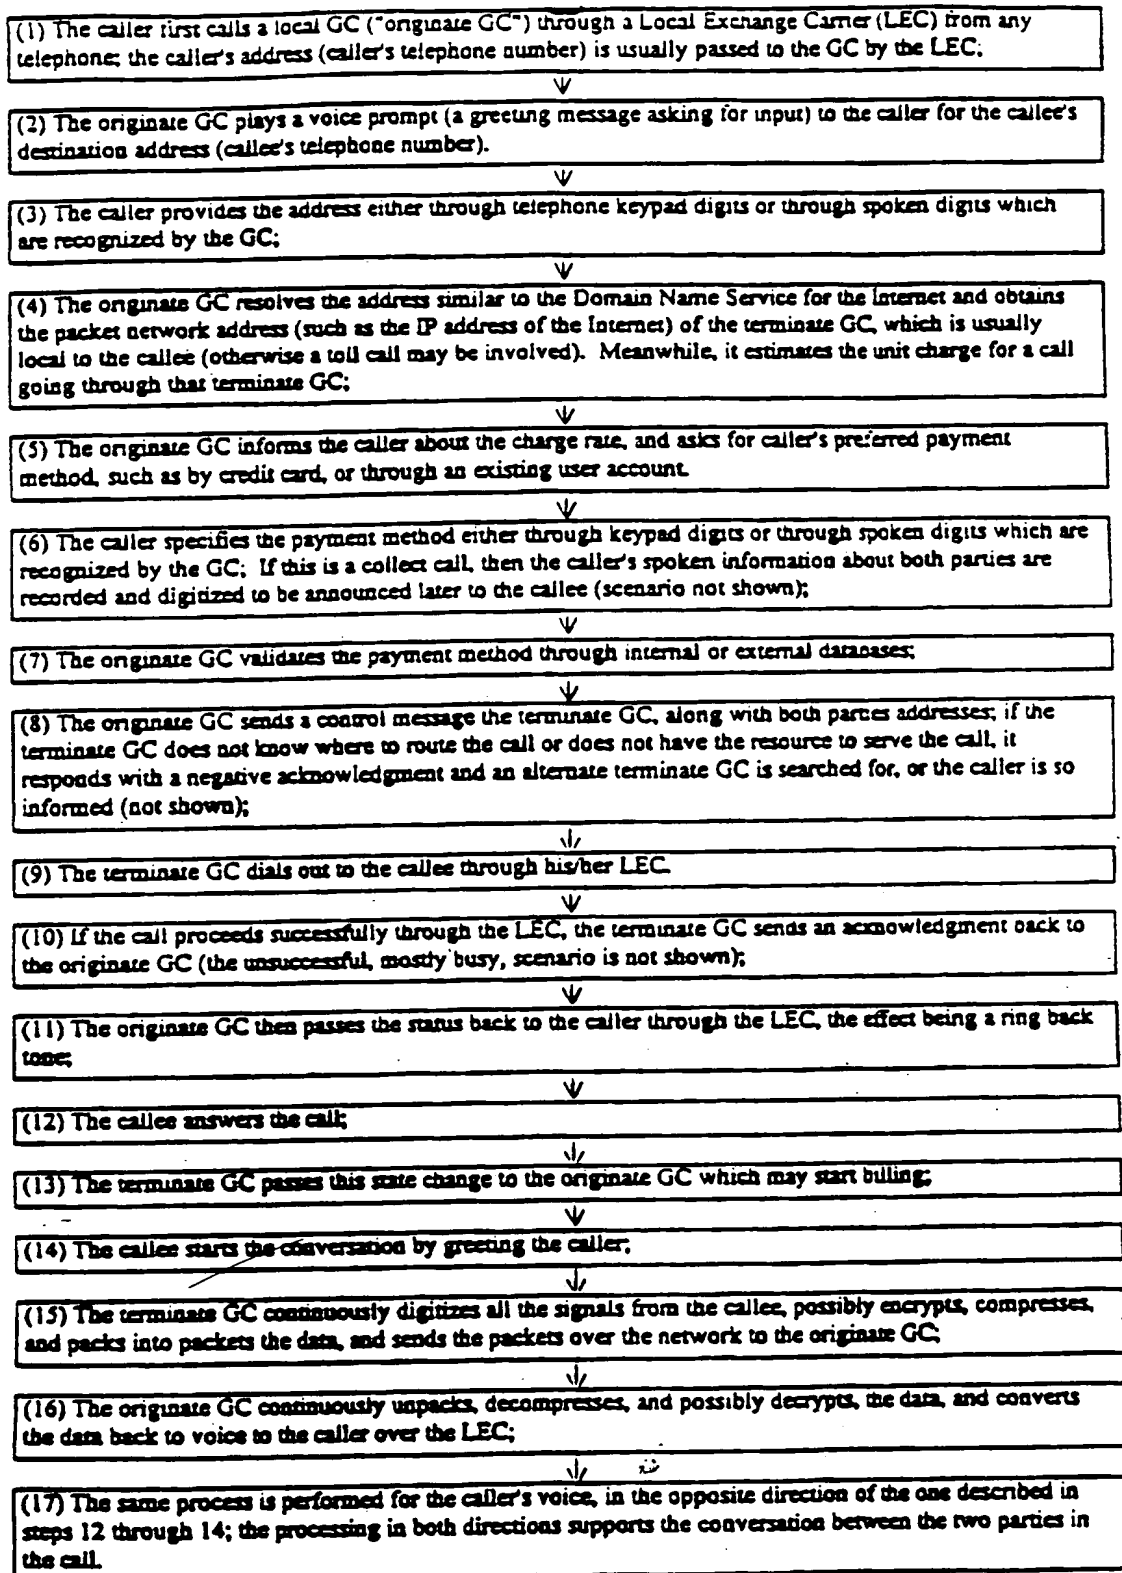 (1) The caller first calls a local GC ("originate GC") through a Local Exchange Carrier (LEC) from any
telephone; the caller's address (caller's telephone number) is usually passed to the GC by the LEC;
(2) The originate GC plays a voice prompt (a greeting message asking for input) to the caller for the callee's
destination address (callee's telephone number).
(3) The caller provides the address either through telephone keypad digits or through spoken digits which
are recognized by the GC;
(4) The originate GC resolves the address similar to the Domain Name Service for the Internet and obtains
the packet network address (such as the IP address of the Internet) of the terminate GC, which is usually
local to the callee (otherwise a toll call may be involved). Meanwhile, it estimates the unit charge for a call
going through that terminate GC;
(5) The originate GC informs the caller about the charge rate, and asks for caller's preferred payment
method, such as by credit card, or through an existing user account.
(6) The caller specifies the payment method either through keypad digits or through spoken digits which are
recognized by the GC; If this is a collect call, then the caller's spoken information about both parties are
recorded and digitized to be announced later to the callee (scenario not shown);
(7) The originate GC validates the payment method through internal or external databases;
(8) The originate GC sends a control message the terminate GC, along with both parties addresses; if the
terminate GC does not know where to route the call or does not have the resource to serve the call, it
responds with a negative acknowledgment and an alternate terminate GC is searched for, or the caller is so
informed (not shown);
(9) The terminate GC dials out to the callee through his/her LEC.
(10) If the call proceeds successfully through the LEC, the terminate GC sends an acknowledgment back to
the originate GC (the unsuccessful, mostly busy, scenario is not shown);
(11) The originate GC then passes the status back to the caller through the LEC, the effect being a ring back
tone;
(12) The callee answers the call;
(13) The terminate GC passes this state change to the originate GC which may start billing;
(14) The callee starts the conversation by greeting the caller;
(15) The terminate GC continuously digitizes all the signals from the callee, possibly encrypts, compresses,
and packs into packets the data, and sends the packets over the network to the originate GC;
(16) The originate GC continuously unpacks, decompresses, and possibly decrypts, the data, and converts
the data back to voice to the caller over the LEC;
(17) The same process is performed for the caller's voice, in the opposite direction of the one described in
steps 12 through 14; the processing in both directions supports the conversation between the two parties in
the call.